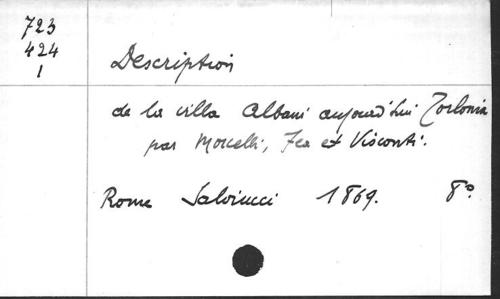 723
424
1
Description
de la villa Albani aujourd'hui Torlonia
par Morcelli, Fea et Visconti.
Rome Salviucci 1869. 8º